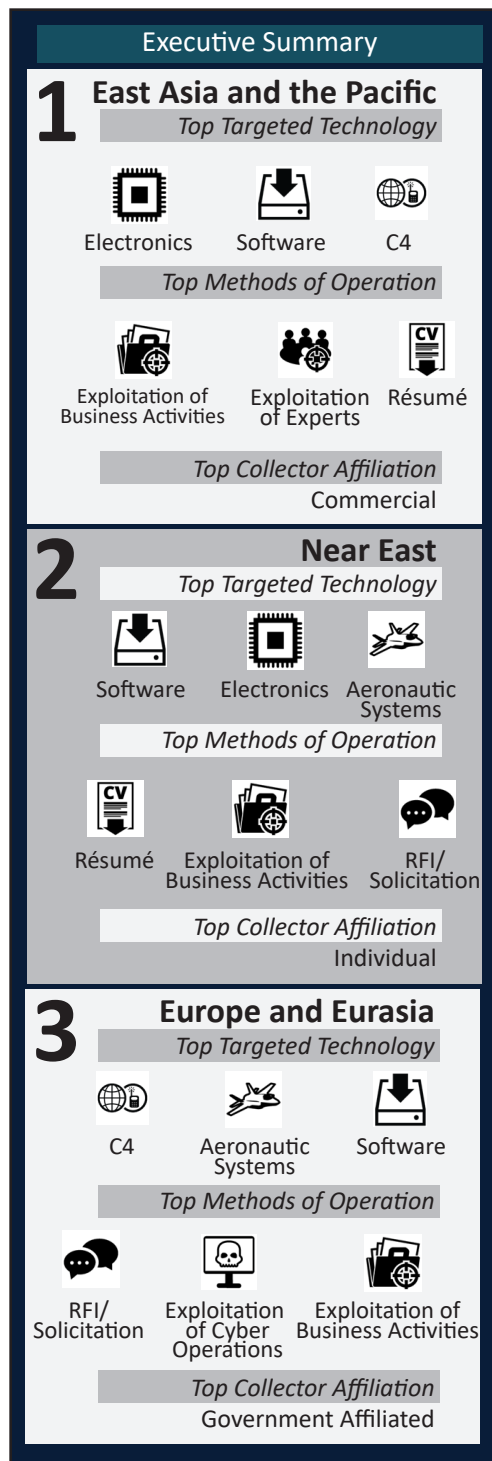 Executive Summary
1
East Asia and the Pacific
Top Targeted Technology
Electronics Software C4
Top Methods of Operation
CV
Exploitation of Business Activities
Exploitation of Experts
Résumé
Top Collector Affiliation
Commercial
2
Near East
Top Targeted Technology
Software Electronics Aeronautic
Systems
Top Methods of Operation
CV
Résumé
Exploitation of
Business Activities
RFI/
Solicitation
Top Collector Affiliation
Individual
3
Europe and Eurasia
Top Targeted Technology
C4
Aeronautic
Systems
Software
Top Methods of Operation
RFI/
Solicitation
Exploitation
of Cyber
Operations
Exploitation of
Business Activities
Top Collector Affiliation
Government Affiliated